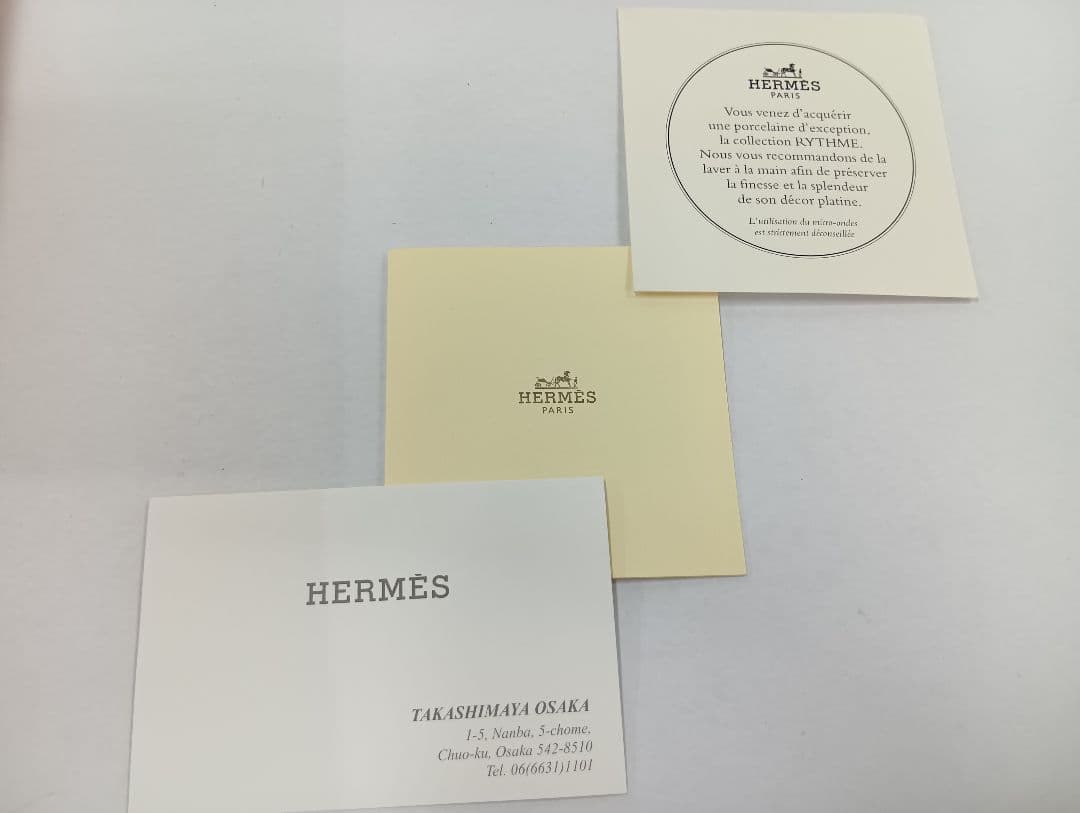 HERMÈS
PARIS
Vous venez d'acquérir
une porcelaine d'exception,
la collection RYTHME.
Nous vous recommandons de la
laver à la main afin de préserver
la finesse et la splendeur
de son décor platine.
L'utilisation du micro-ondes
est strictement déconseillée
HERMÈS
PARIS
HERMÈS
TAKASHIMAYA OSAKA
1-5, Nanba, 5-chome,
Chuo-ku, Osaka 542-8510
Tel. 06(6631)1101